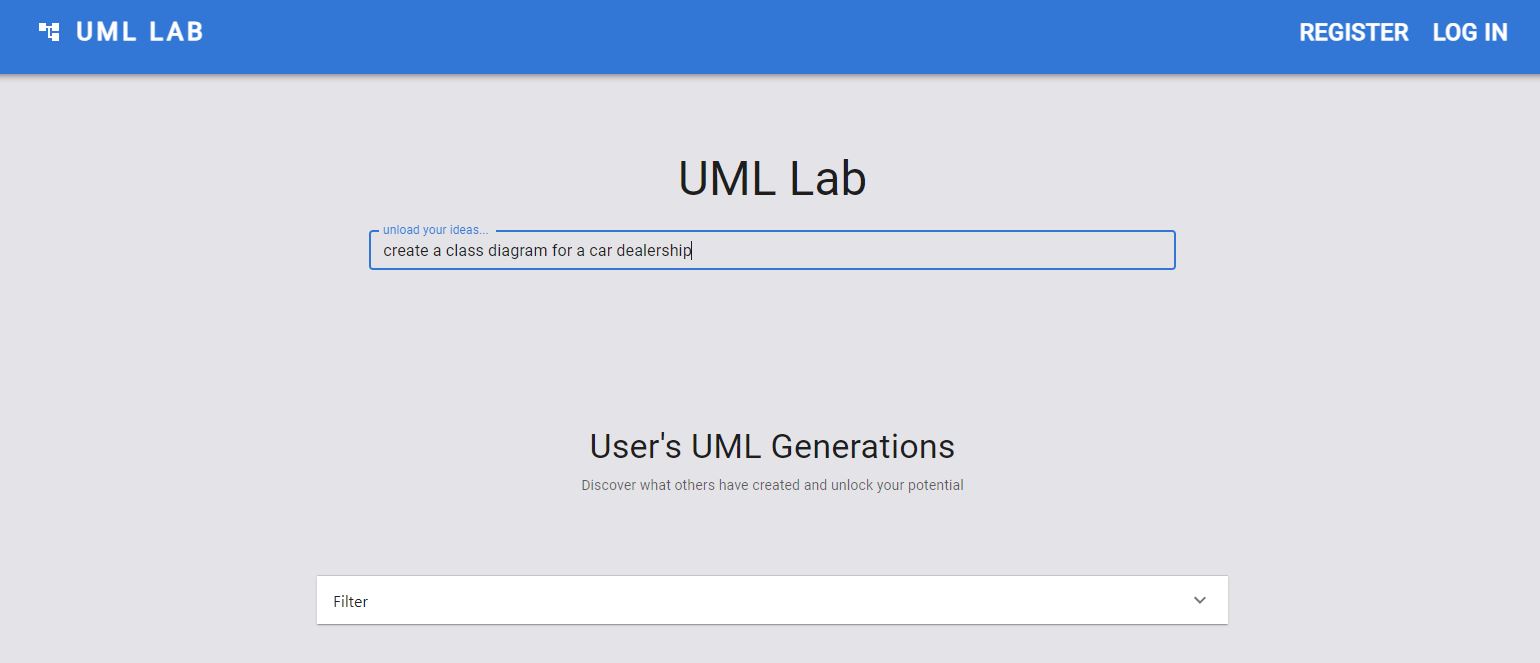 UML LAB
REGISTER
LOG IN
UML Lab
unload your ideas...
create a class diagram for a car dealership
User's UML Generations
Discover what others have created and unlock your potential
Filter